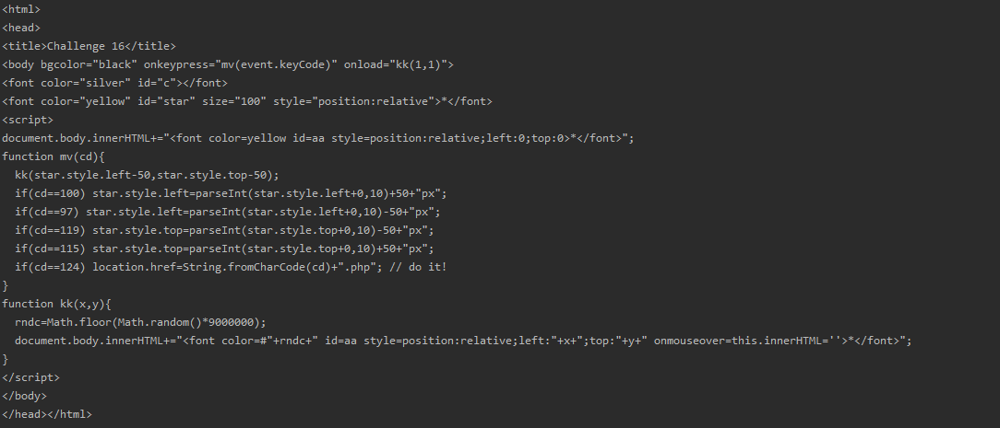 <html>
<head>
<title>Challenge 16</title>
<body bgcolor="black" onkeypress="mv(event.keyCode)" onload="kk(1,1)">
<font color="silver" id="c"></font>
<font color="yellow" id="star" size="100" style="position:relative">*</font>
<script>
document.body.innerHTML+="<font color=yellow id=aa style=position:relative;left:0;top:0>*</font>";
function mv(cd){
  kk(star.style.left-50,star.style.top-50);
  if(cd==100) star.style.left=parseInt(star.style.left+0,10)+50+"px";
  if(cd==97) star.style.left=parseInt(star.style.left+0,10)-50+"px";
  if(cd==119) star.style.top=parseInt(star.style.top+0,10)-50+"px";
  if(cd==115) star.style.top=parseInt(star.style.top+0,10)+50+"px";
  if(cd==124) location.href=String.fromCharCode(cd)+".php"; // do it!
}
function kk(x,y){
  rndc=Math.floor(Math.random()*9000000);
  document.body.innerHTML+="<font color=#"+rndc+" id=aa style=position:relative;left:"+x+";top:"+y+" onmouseover=this.innerHTML=''>*</font>";
}
</script>
</body>
</head></html>